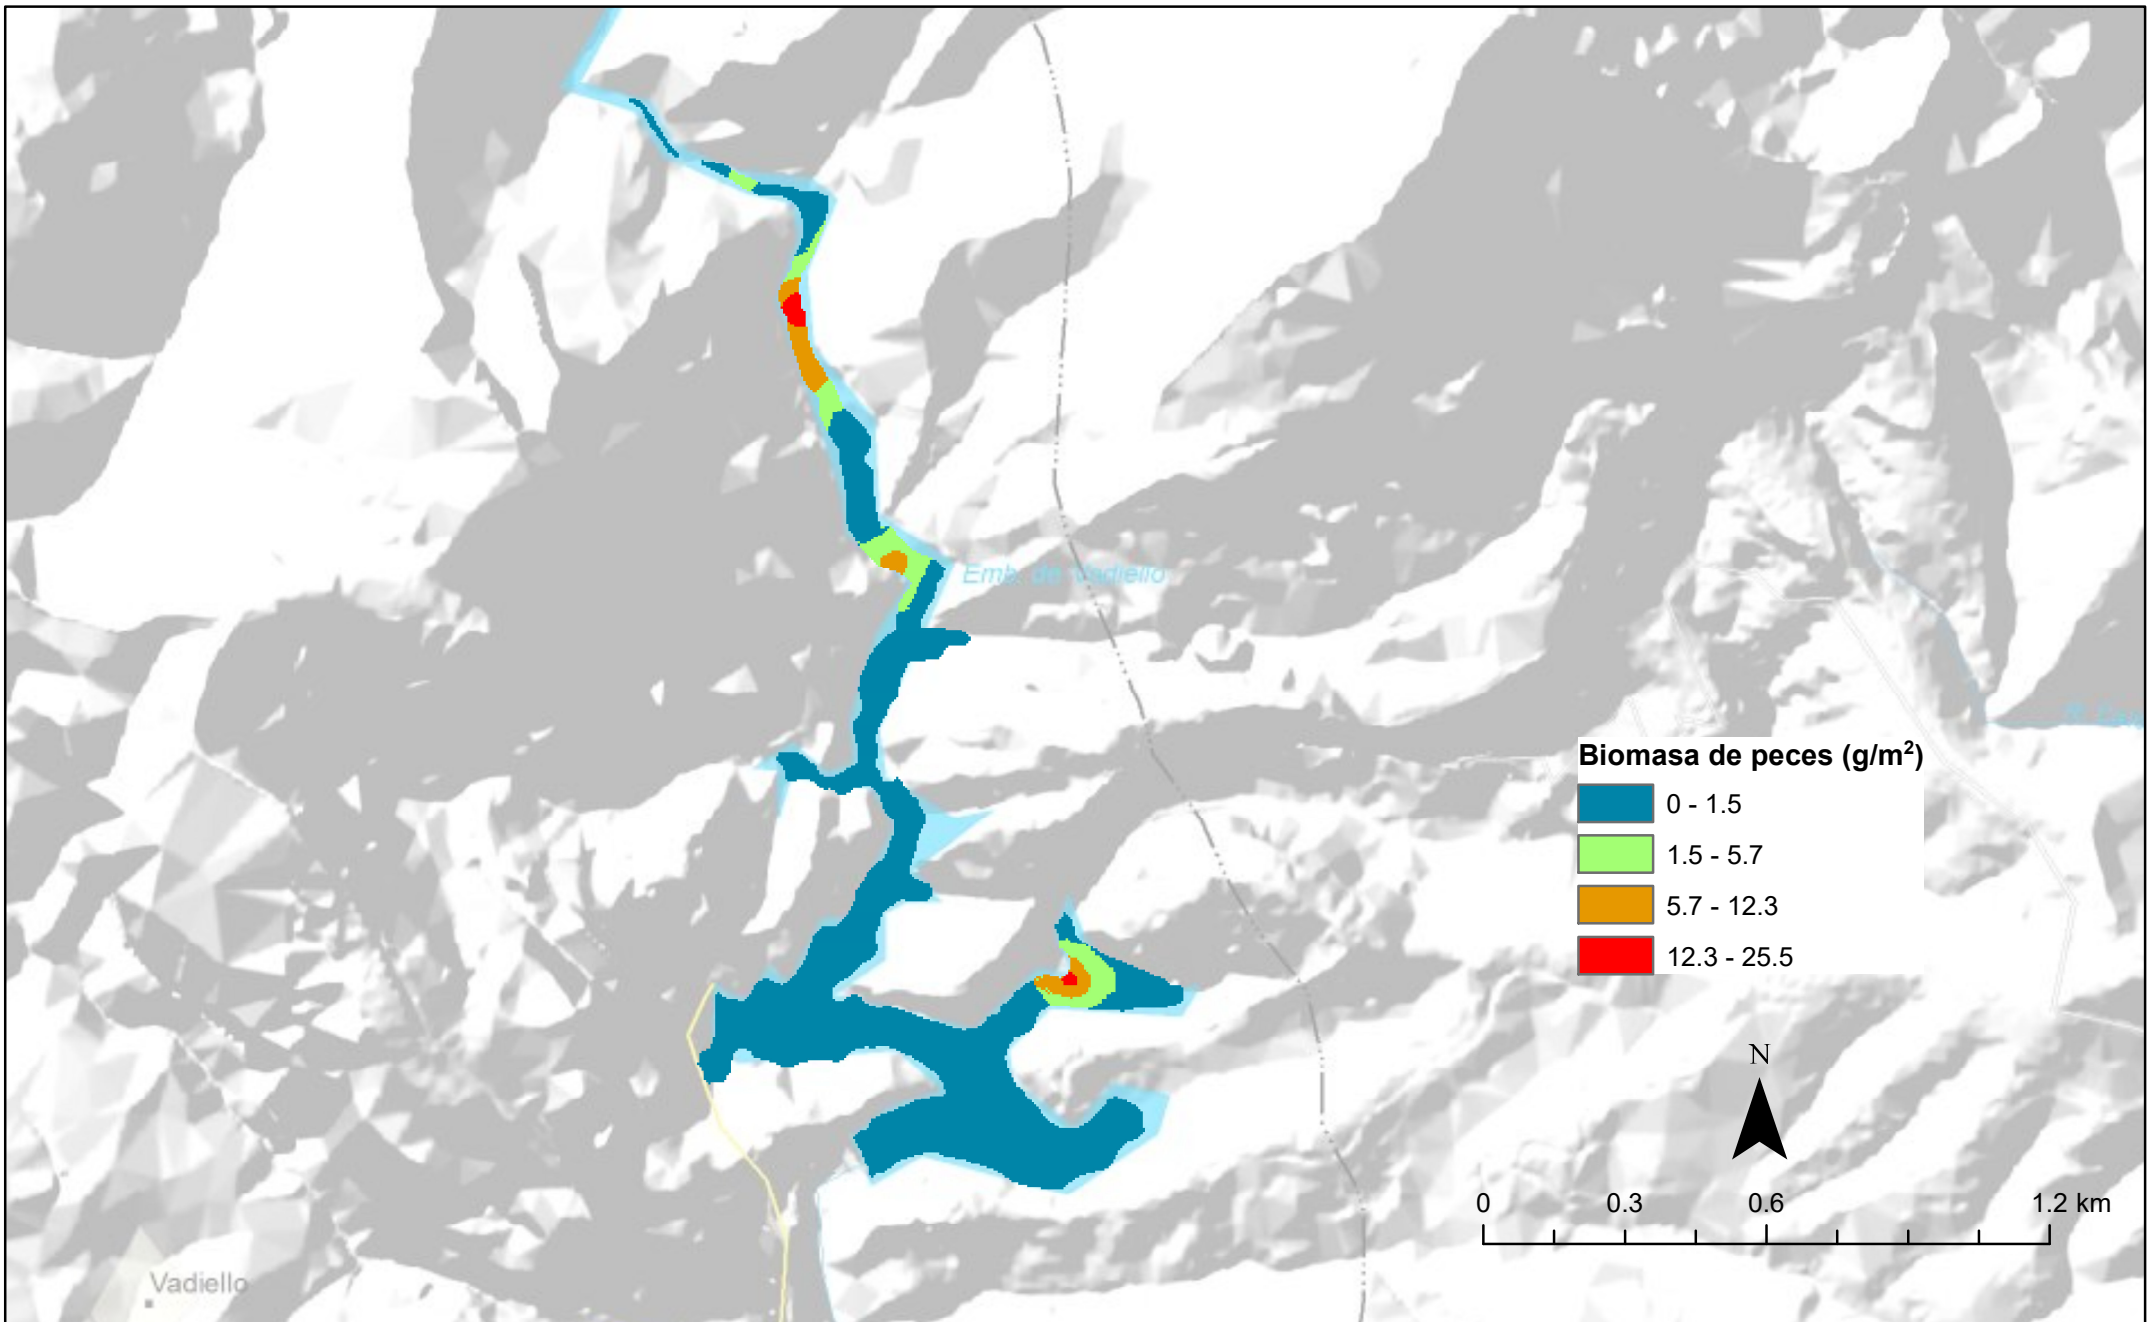 Emb. de Vadiello
Biomasa de peces (g/m²)
0 - 1.5
1.5 - 5.7
5.7 - 12.3
12.3 - 25.5
N
0 0.3 0.6 1.2 km
Vadiello